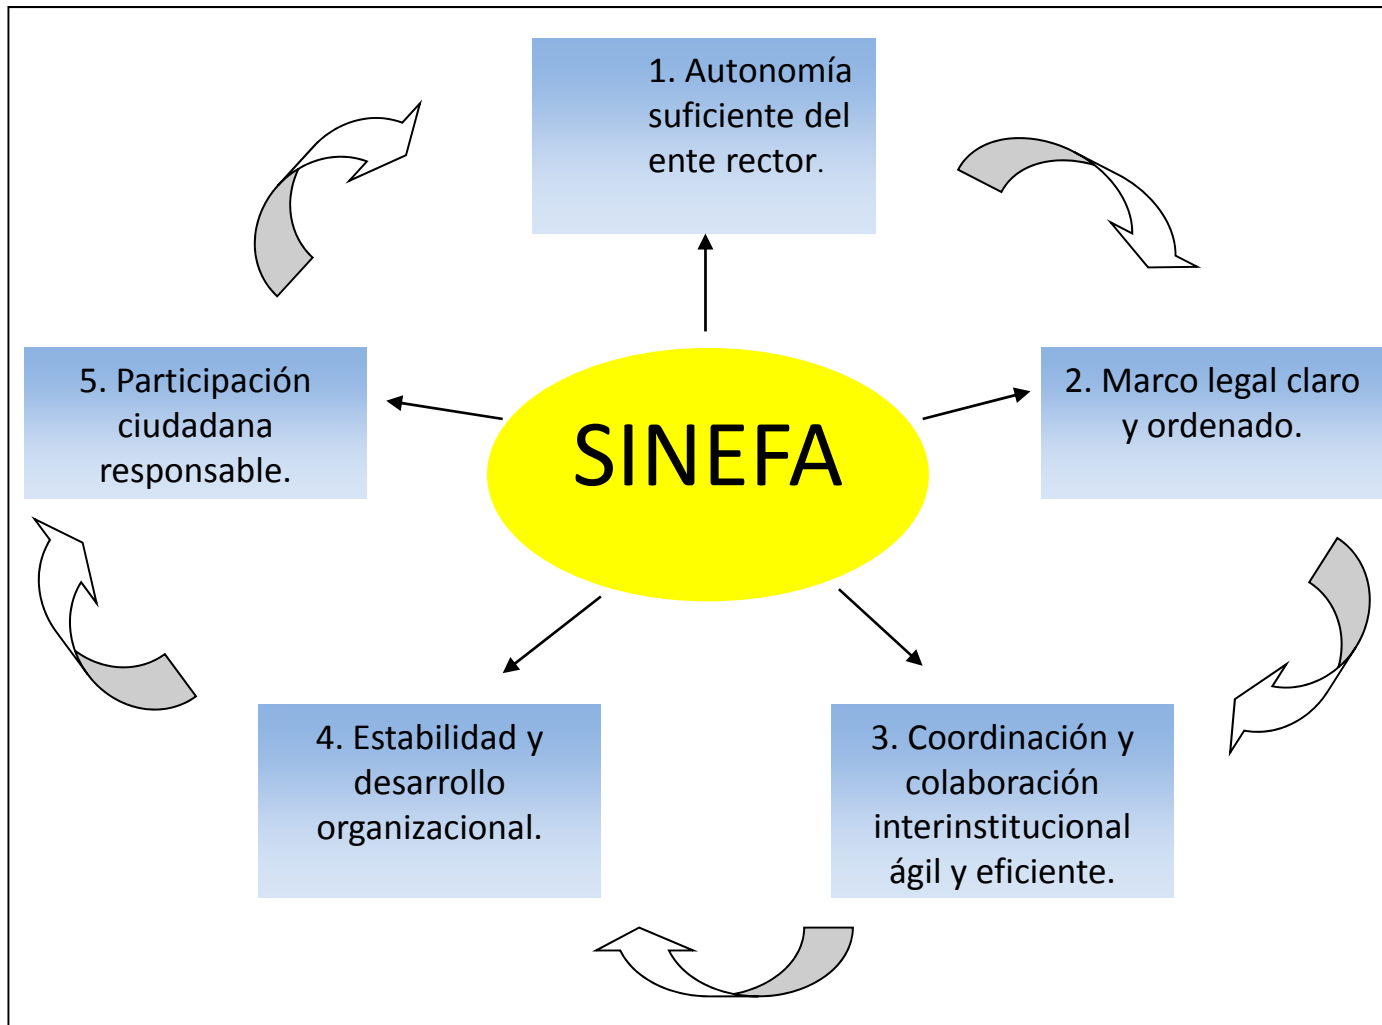 1. Autonomía
suficiente del
ente rector.
5. Participación
ciudadana
responsable.
SINEFA
2. Marco legal claro
y ordenado.
4. Estabilidad y
desarrollo
organizacional.
3. Coordinación y
colaboración
interinstitucional
ágil y eficiente.